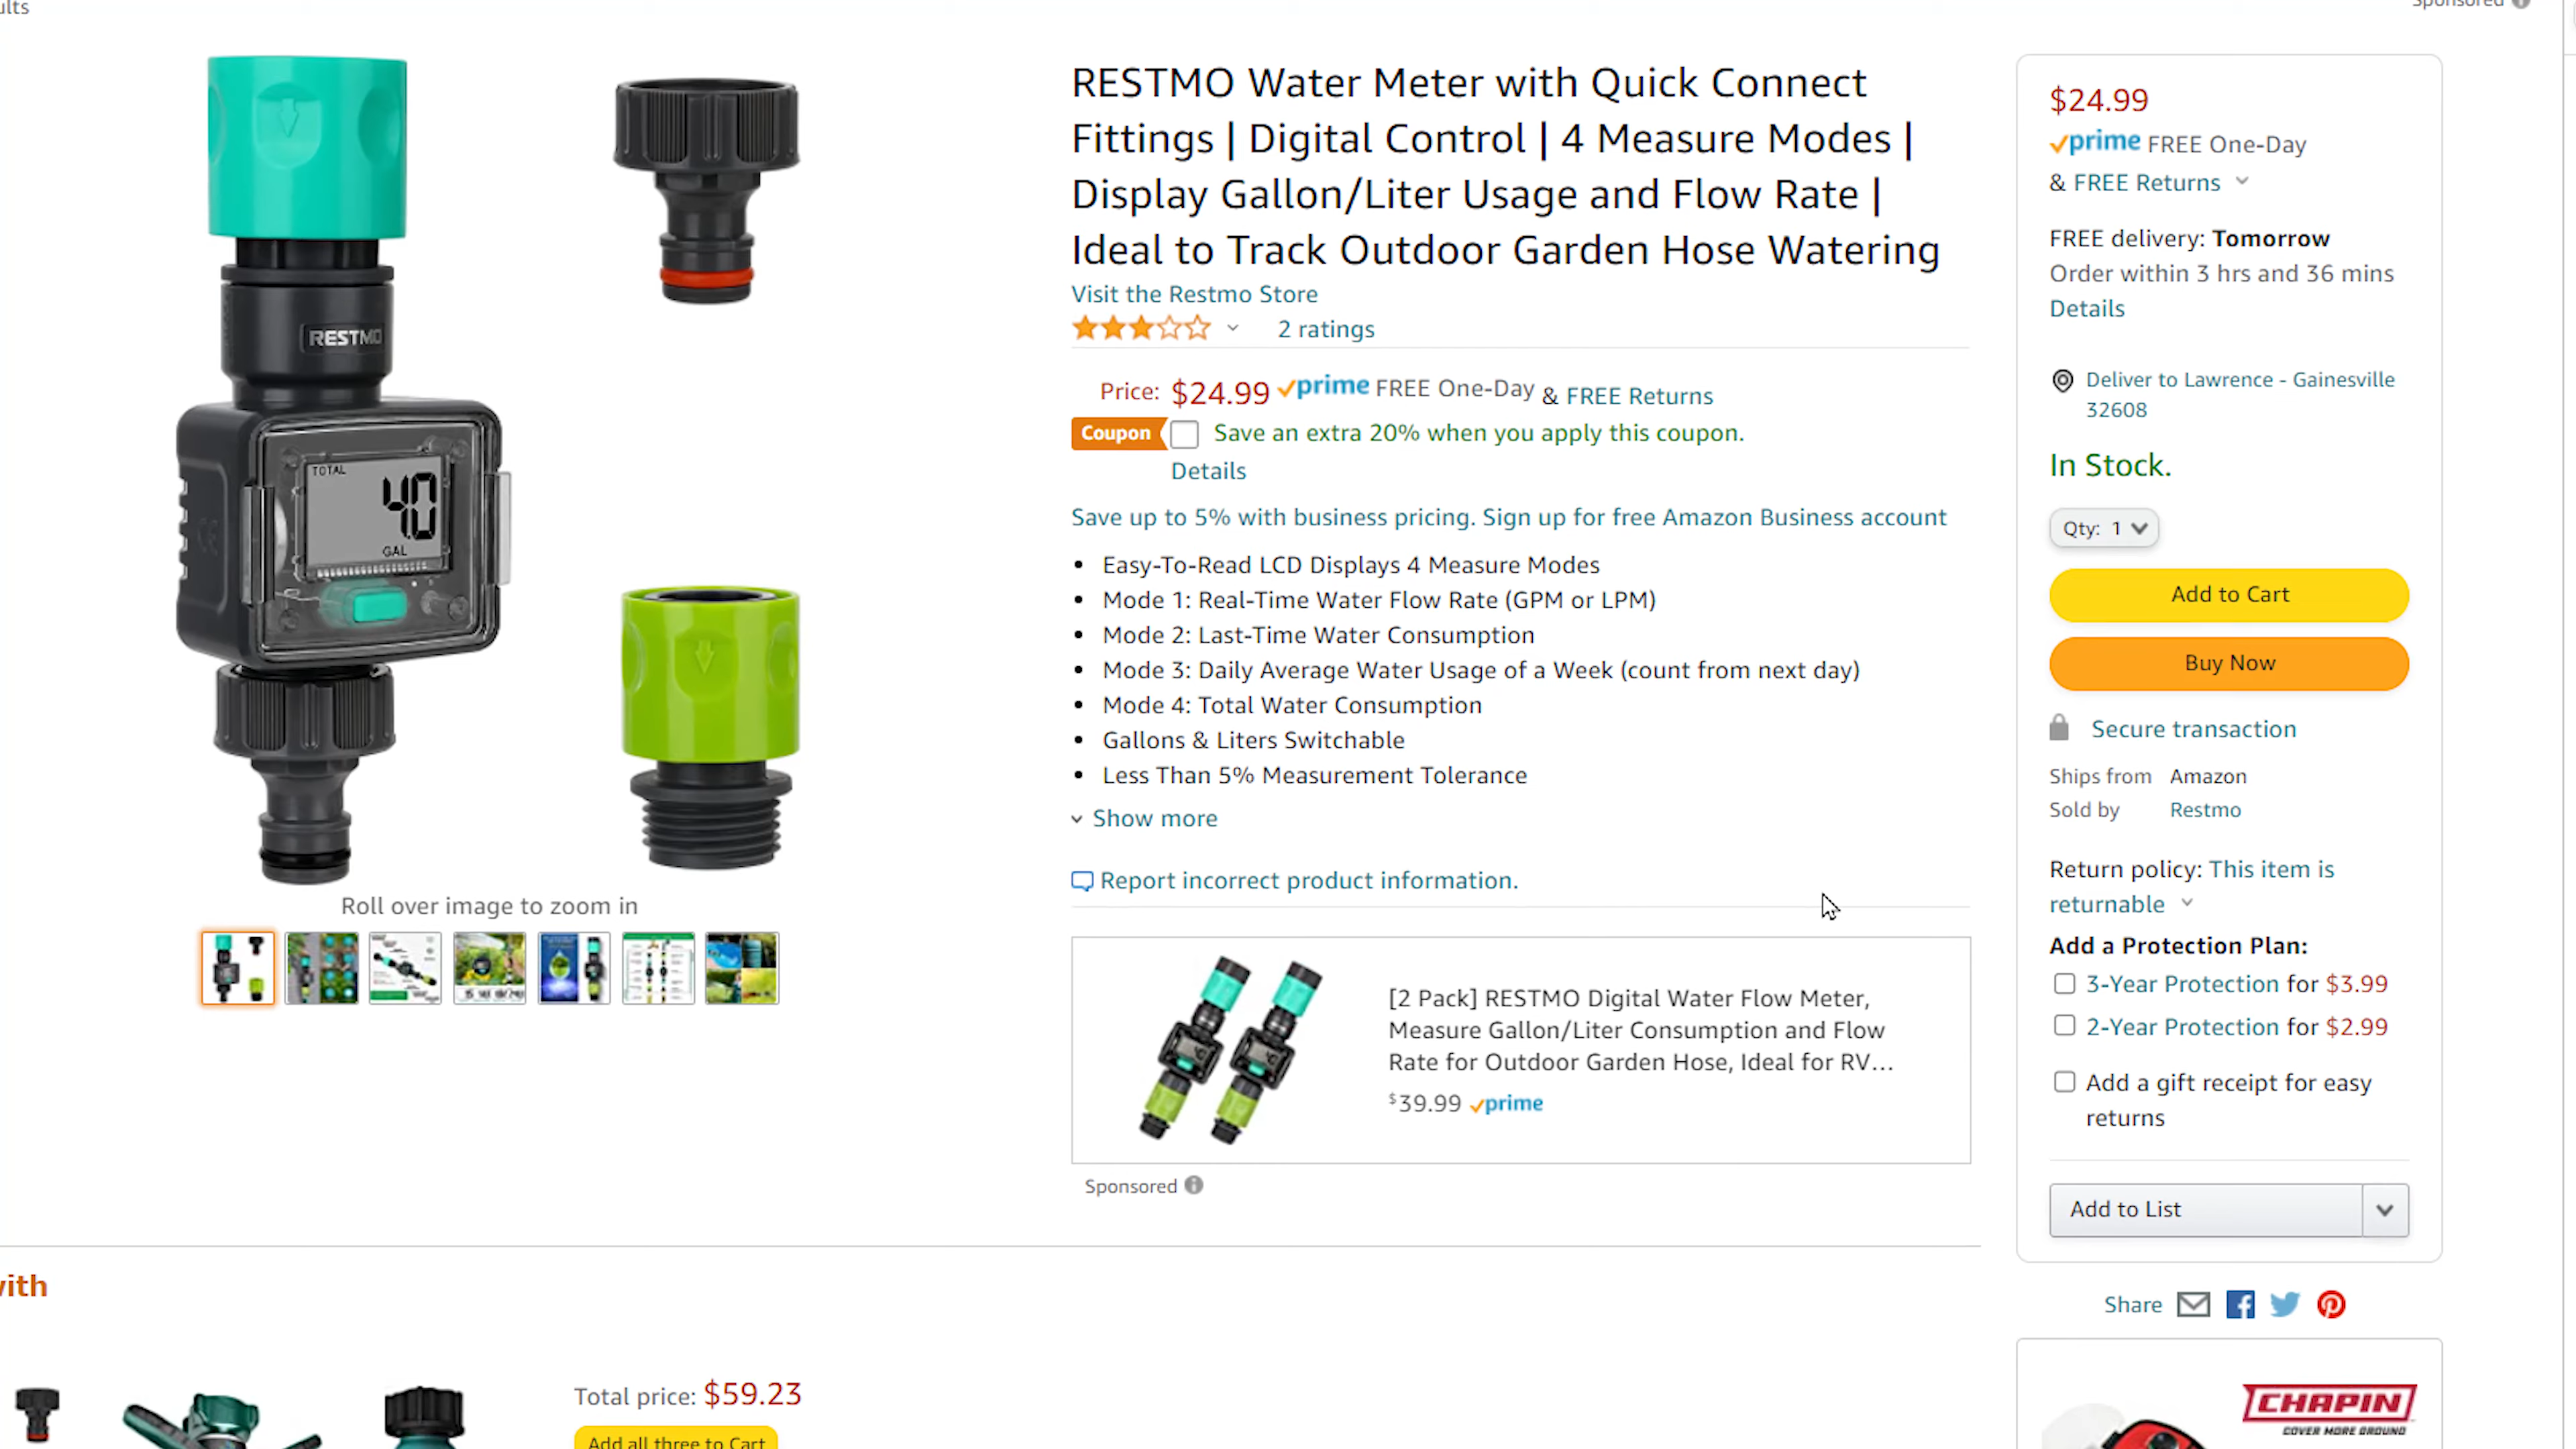 Sponsored
RESTMO
TOTAL
40
GAL
Roll over image to zoom in
RESTMO Water Meter with Quick Connect
Fittings | Digital Control | 4 Measure Modes |
Display Gallon/Liter Usage and Flow Rate |
Ideal to Track Outdoor Garden Hose Watering
Visit the Restmo Store
2 ratings
Price: $24.99 prime FREE One-Day & FREE Returns
Coupon Save an extra 20% when you apply this coupon.
Details
Save up to 5% with business pricing. Sign up for free Amazon Business account
• Easy-To-Read LCD Displays 4 Measure Modes
• Mode 1: Real-Time Water Flow Rate (GPM or LPM)
• Mode 2: Last-Time Water Consumption
• Mode 3: Daily Average Water Usage of a Week (count from next day)
• Mode 4: Total Water Consumption
• Gallons & Liters Switchable
• Less Than 5% Measurement Tolerance
Show more
Report incorrect product information.
[2 Pack] RESTMO Digital Water Flow Meter,
Measure Gallon/Liter Consumption and Flow
Rate for Outdoor Garden Hose, Ideal for RV...
$39.99 prime
Sponsored
$24.99
prime FREE One-Day
& FREE Returns
FREE delivery: Tomorrow
Order within 3 hrs and 36 mins
Details
Deliver to Lawrence - Gainesville
32608
In Stock.
Qty: 1
Add to Cart
Buy Now
Secure transaction
Ships from Amazon
Sold by Restmo
Return policy: This item is
returnable
Add a Protection Plan:
3-Year Protection for $3.99
2-Year Protection for $2.99
Add a gift receipt for easy
returns
Add to List
Share
with
Total price: $59.23
Add all three to Cart
CHAPIN
COVER MORE GROUND